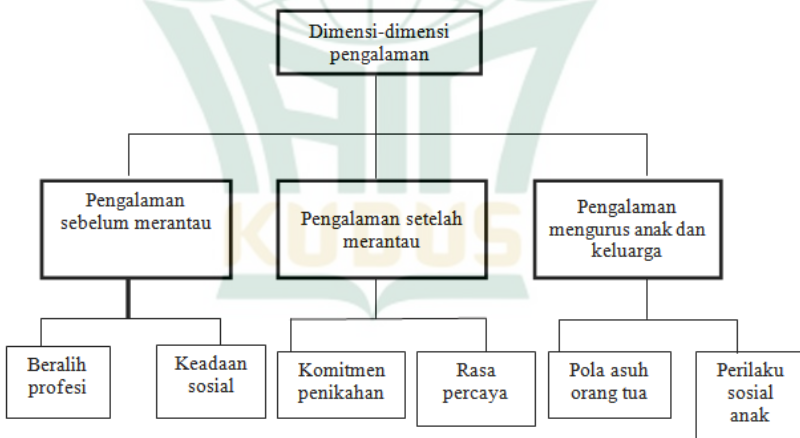 Dimensi-dimensi
pengalaman
Pengalaman
sebelum merantau
Pengalaman setelah
merantau
Pengalaman
mengurus anak dan
keluarga
KUDUS
Beralih
profesi
Keadaan
sosial
Komitmen
penikahan
Rasa
percaya
Pola asuh
orang tua
Perilaku
sosial
anak